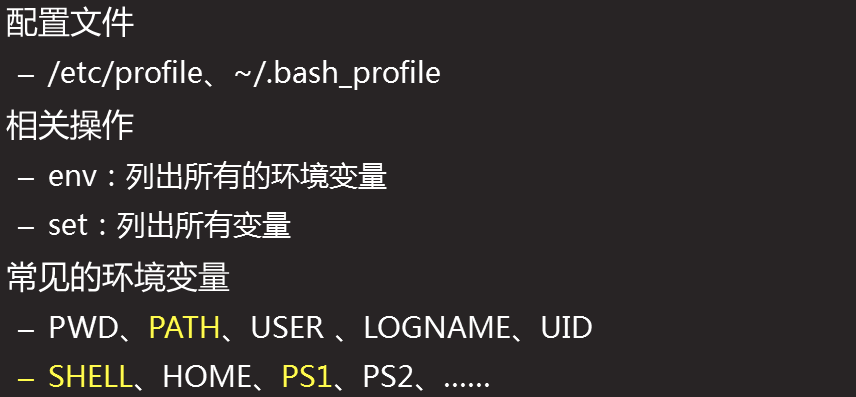 配置文件
– /etc/profile、~/.bash_profile
相关操作
– env：列出所有的环境变量
– set：列出所有变量
常见的环境变量
– PWD、PATH、USER 、LOGNAME、UID
– SHELL、HOME、PS1、PS2、……